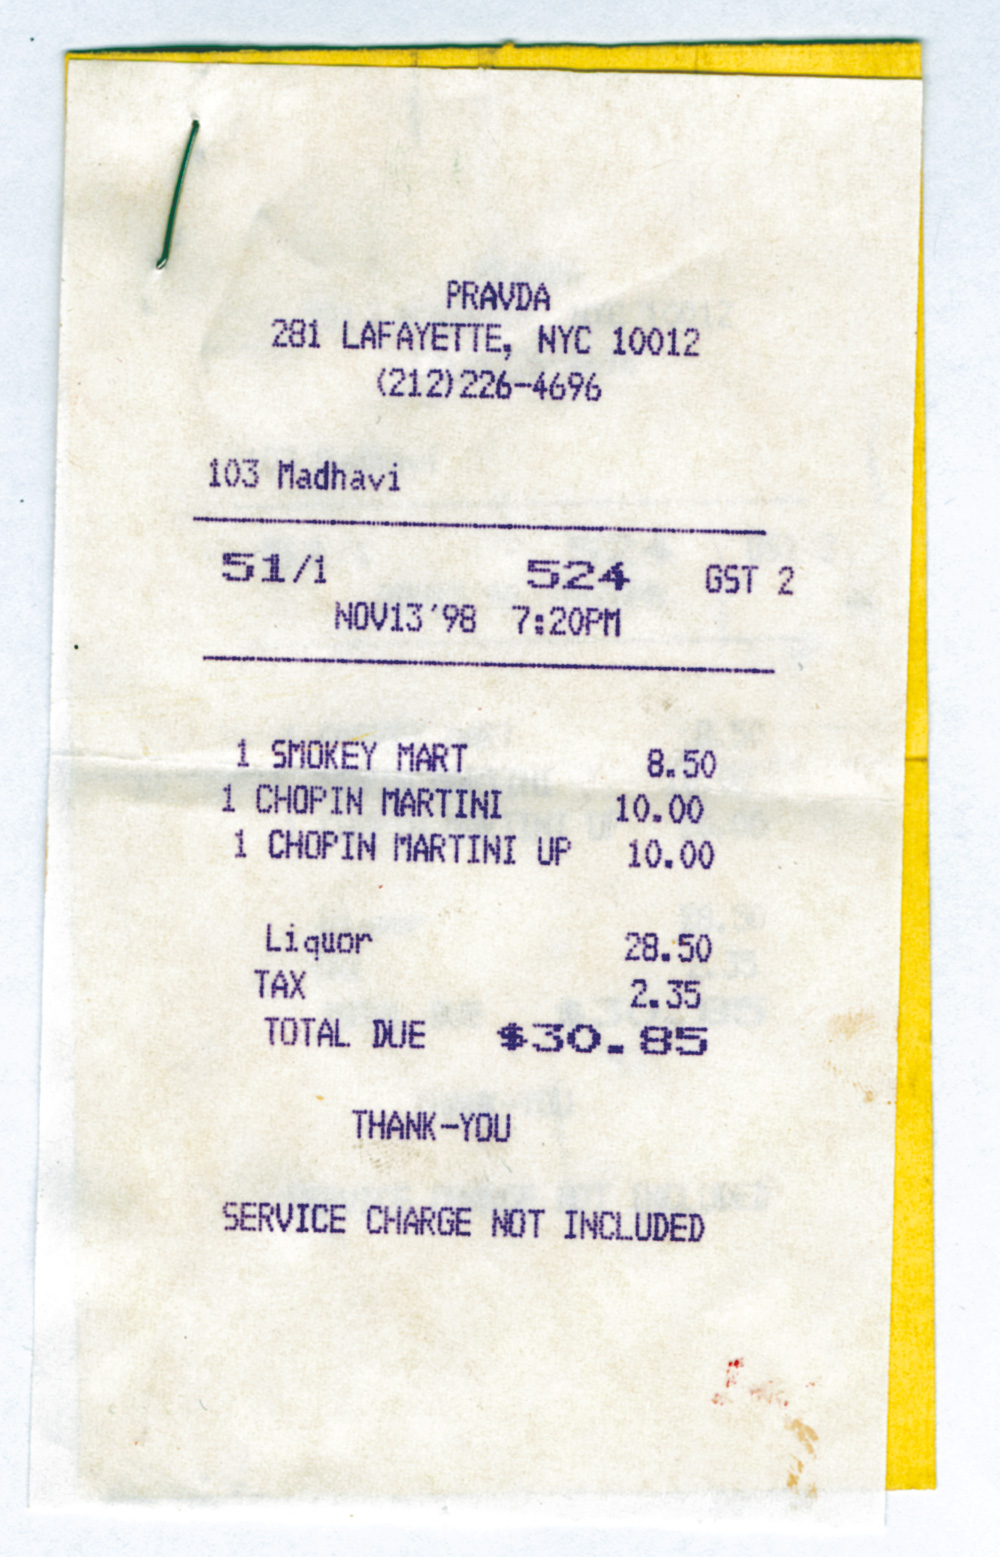 PRAVDA
281 LAFAYETTE, NYC 10012
(212)226-4696
103 Madhavi
51/1 524 GST 2
NOV13'98 7:20PM
1 SMOKEY MART 8.50
1 CHOPIN MARTINI 10.00
1 CHOPIN MARTINI UP 10.00
Liquor 28.50
TAX 2.35
TOTAL DUE $30.85
THANK-YOU
SERVICE CHARGE NOT INCLUDED